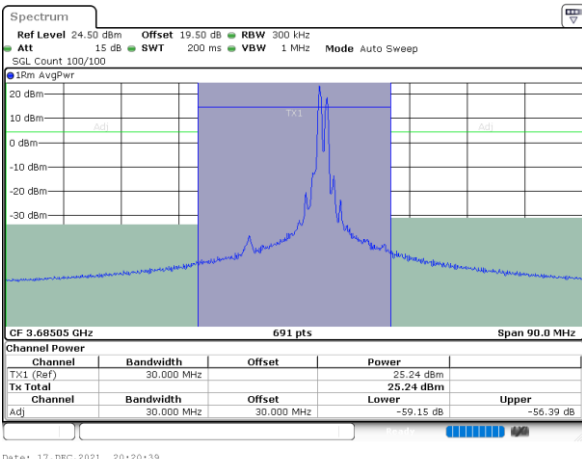 Spectrum
Ref Level 24.50 dBm Offset 19.50 dB RBW 300 kHz
Att 15 dB SWT 200 ms VBW 1 MHz Mode Auto Sweep
SGL Count 100/100
1Rm AvgPwr
20 dBm
TX1
10 dBm
Adj Adj
0 dBm
-10 dBm
-20 dBm
-30 dBm
CF 3.68505 GHz 691 pts Span 90.0 MHz
Channel Power
Channel Bandwidth Offset Power
TX1 (Ref) 30.000 MHz 25.24 dBm
Tx Total 25.24 dBm
Channel Bandwidth Offset Lower Upper
Adj 30.000 MHz 30.000 MHz -59.15 dB -56.39 dB
Ready
Date: 17.DEC.2021 20:20:39